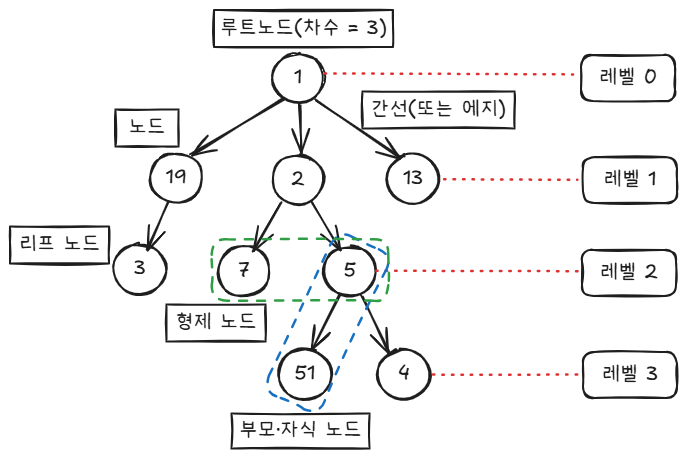 루트노드(차수 = 3)
1
레벨 0
노드
간선(또는 에지)
19
2
13
레벨 1
리프 노드
3
7
5
레벨 2
형제 노드
51
4
레벨 3
부모·자식 노드